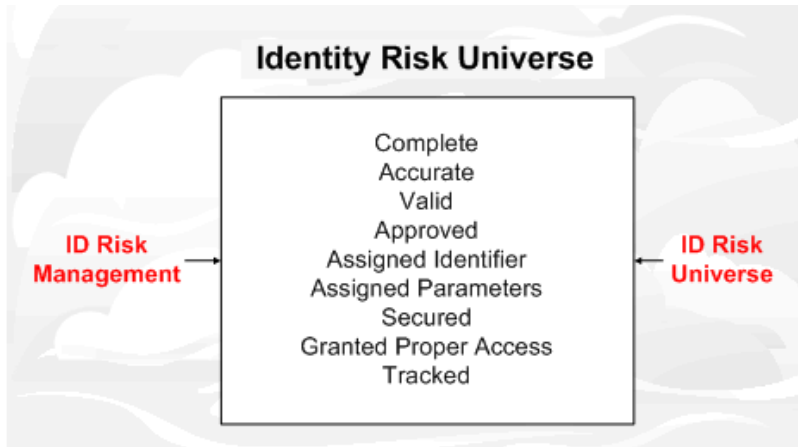 Identity Risk Universe
Complete
Accurate
Valid
Approved
Assigned Identifier
Assigned Parameters
Secured
Granted Proper Access
Tracked
ID Risk
Management
ID Risk
Universe